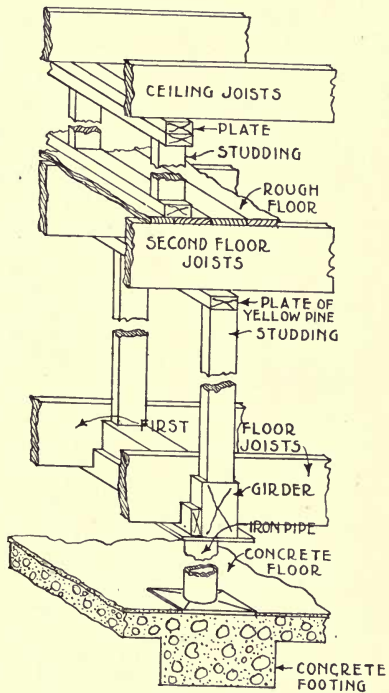 CEILING JOISTS
PLATE
STUDDING
ROUGH
FLOOR
SECOND FLOOR
JOISTS
PLATE OF
YELLOW PINE
STUDDING
FIRST
FLOOR
JOISTS
GIRDER
IRON PIPE
CONCRETE
FLOOR
CONCRETE
FOOTING